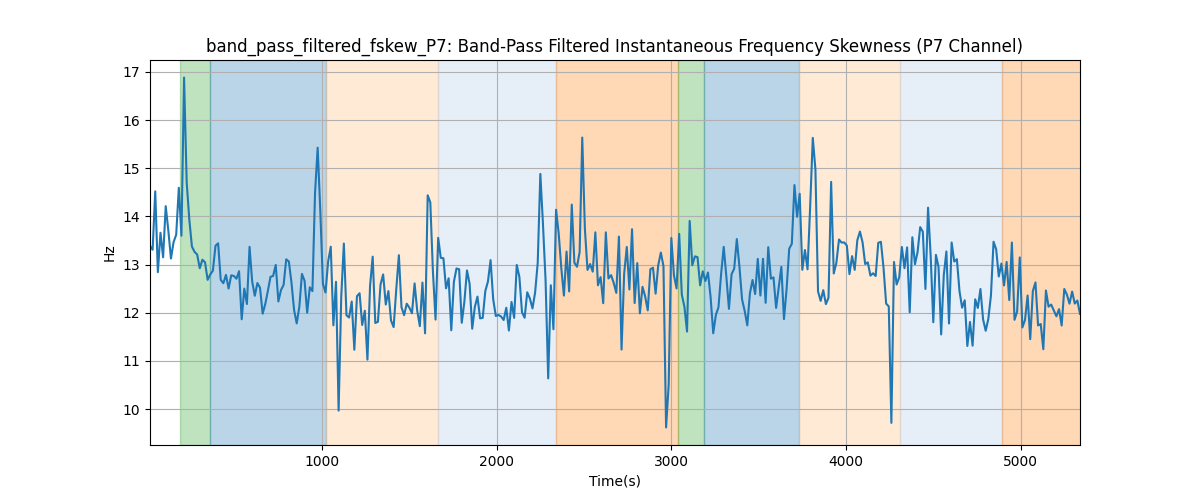 band_pass_filtered_fskew_P7: Band-Pass Filtered Instantaneous Frequency Skewness (P7 Channel)
17
16
15
14
13
12
11
10
Hz
1000 2000 3000 4000 5000
Time(s)